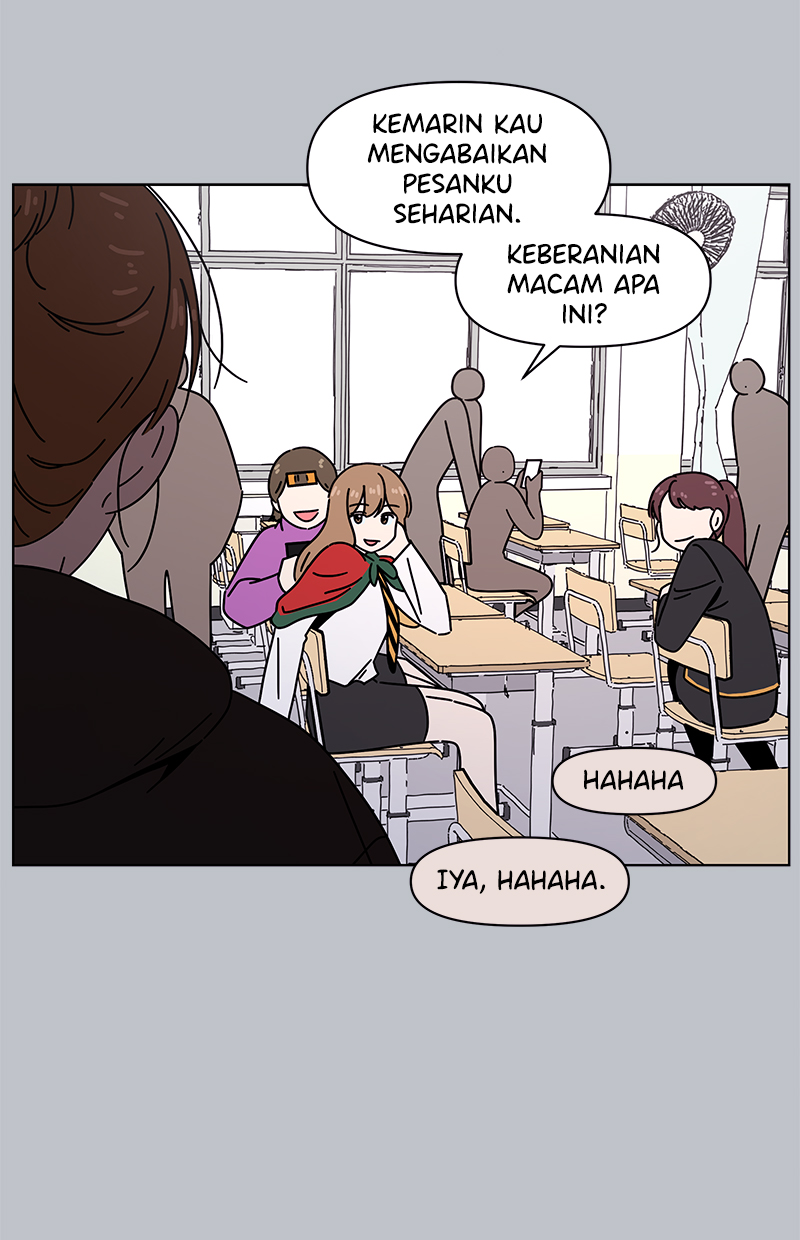 KEMARIN KAU
MENGABAIKAN
PESANKU
SEHARIAN.
KEBERANIAN
MACAM APA
INI?
HAHAHA
IYA, HAHAHA.